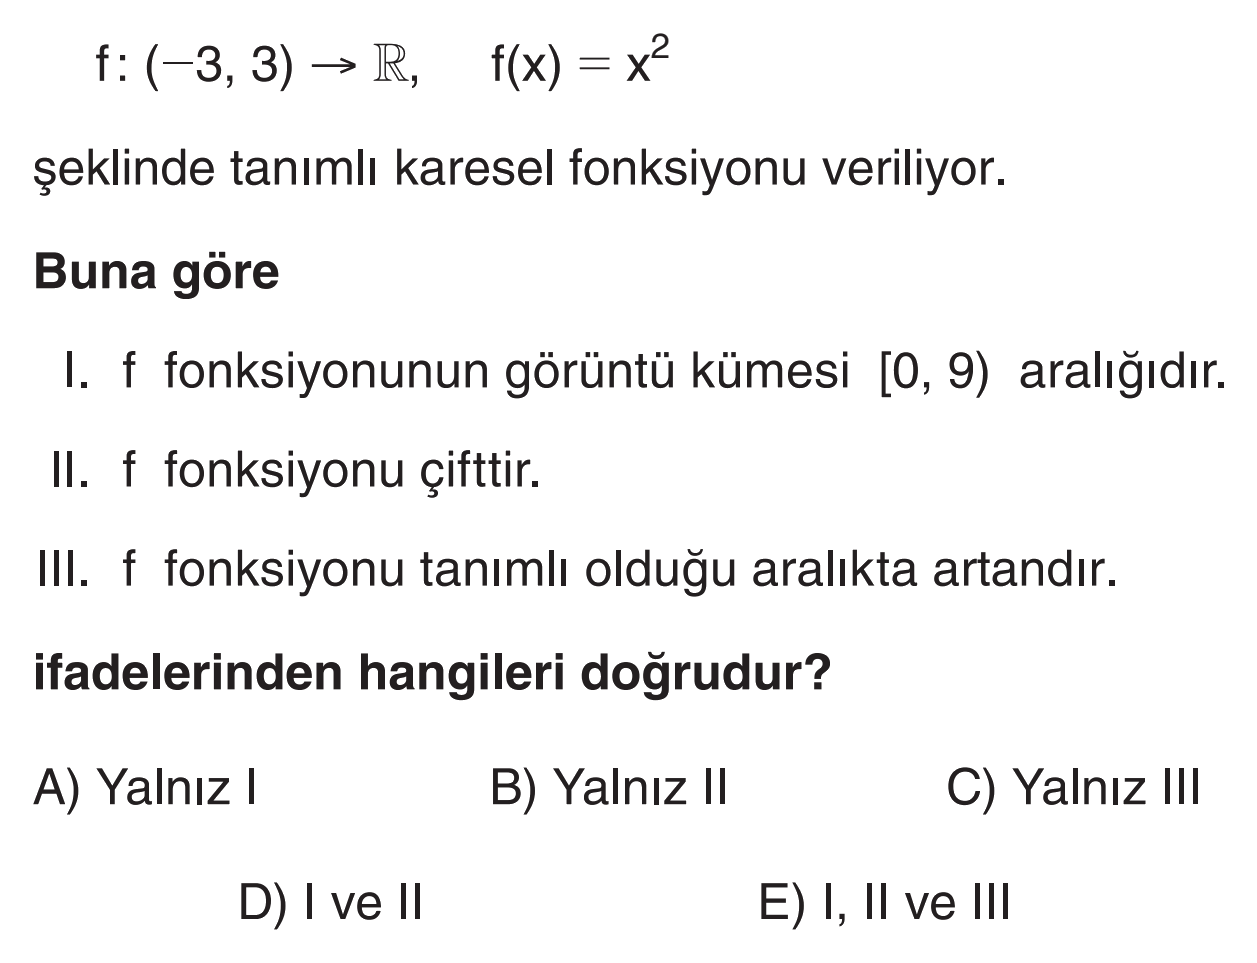 f: (−3, 3) → ℝ, f(x) = x²
şeklinde tanımlı karesel fonksiyonu veriliyor.
Buna göre
I. f fonksiyonunun görüntü kümesi [0, 9) aralığıdır.
II. f fonksiyonu çifttir.
III. f fonksiyonu tanımlı olduğu aralıkta artandır.
ifadelerinden hangileri doğrudur?
A) Yalnız I B) Yalnız II C) Yalnız III
D) I ve II E) I, II ve III